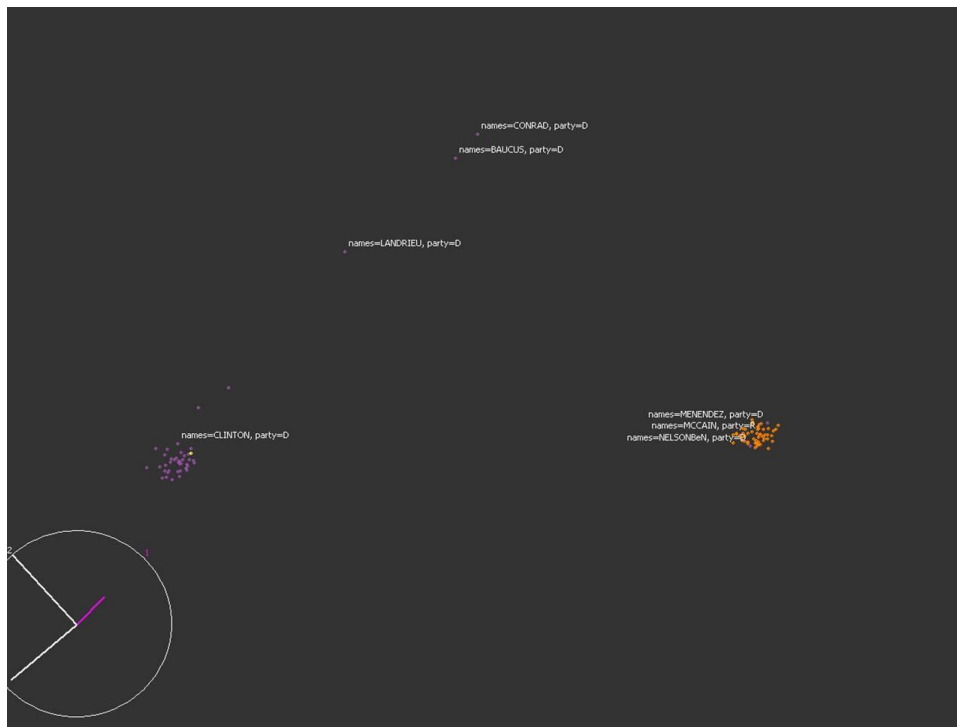 names=CONRAD, party=D
names=BAUCUS, party=D
names=LANDRIEU, party=D
names=MENENDEZ, party=D
names=MCCAIN, party=R
names=CLINTON, party=D
names=NELSONBeN, party=D
2
1